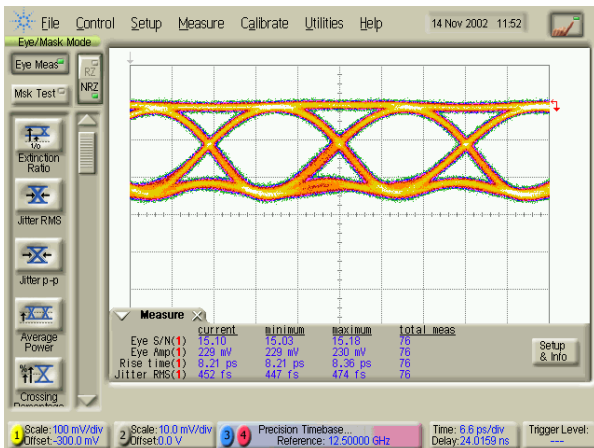 File Control Setup Measure Calibrate Utilities Help 14 Nov 2002 11:52
Eye/Mask Mode
Eye Meas
RZ
NRZ
Msk Test
1/0
Extinction
Ratio
Jitter RMS
Jitter p-p
Average
Power
Crossing
Measure
current minimum maximum total meas
Eye S/N(1) 15.10 15.03 15.18 76
Eye Amp(1) 229 mV 229 mV 230 mV 76
Rise time(1) 8.21 ps 8.21 ps 8.36 ps 76
Jitter RMS(1) 452 fs 447 fs 474 fs 76
Setup
& Info
1 Scale: 100 mV/div
Offset:-300.0 mV
2 Scale: 10.0 mV/div
Offset:0.0 V
3 4 Precision Timebase...
Reference: 12.50000 GHz
Time: 6.6 ps/div
Delay:24.0159 ns
Trigger Level:
---